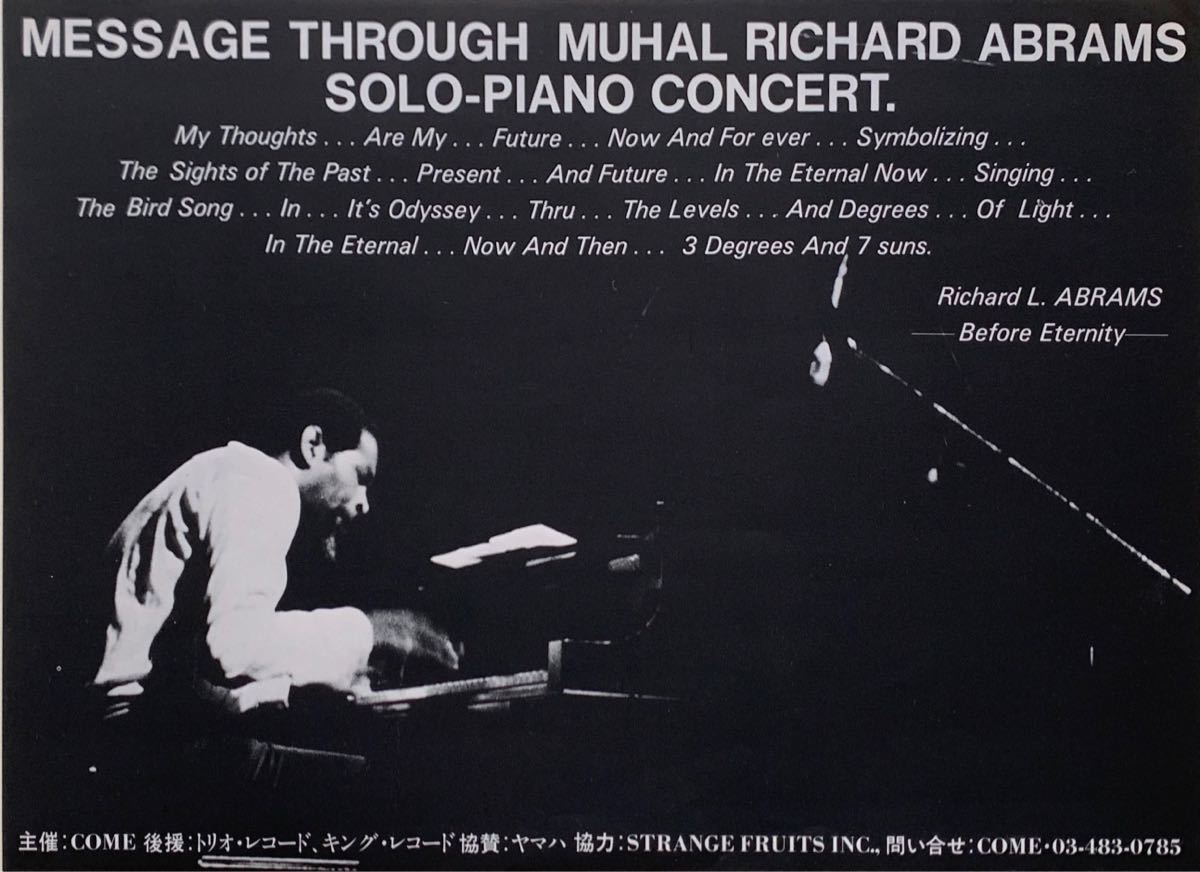 MESSAGE THROUGH MUHAL RICHARD ABRAMS
SOLO-PIANO CONCERT.
My Thoughts . . . Are My . . . Future . . . Now And For ever . . . Symbolizing . . .
The Sights of The Past . . . Present . . . And Future . . . In The Eternal Now . . . Singing . . .
The Bird Song . . . In . . . It's Odyssey . . . Thru . . . The Levels . . . And Degrees . . . Of Light . . .
In The Eternal . . . Now And Then . . . 3 Degrees And 7 suns.
Richard L. ABRAMS
—Before Eternity—
主催:COME 後援:トリオ・レコード、キング・レコード 協賛:ヤマハ 協力:STRANGE FRUITS INC., 問い合せ:COME・03-483-0785